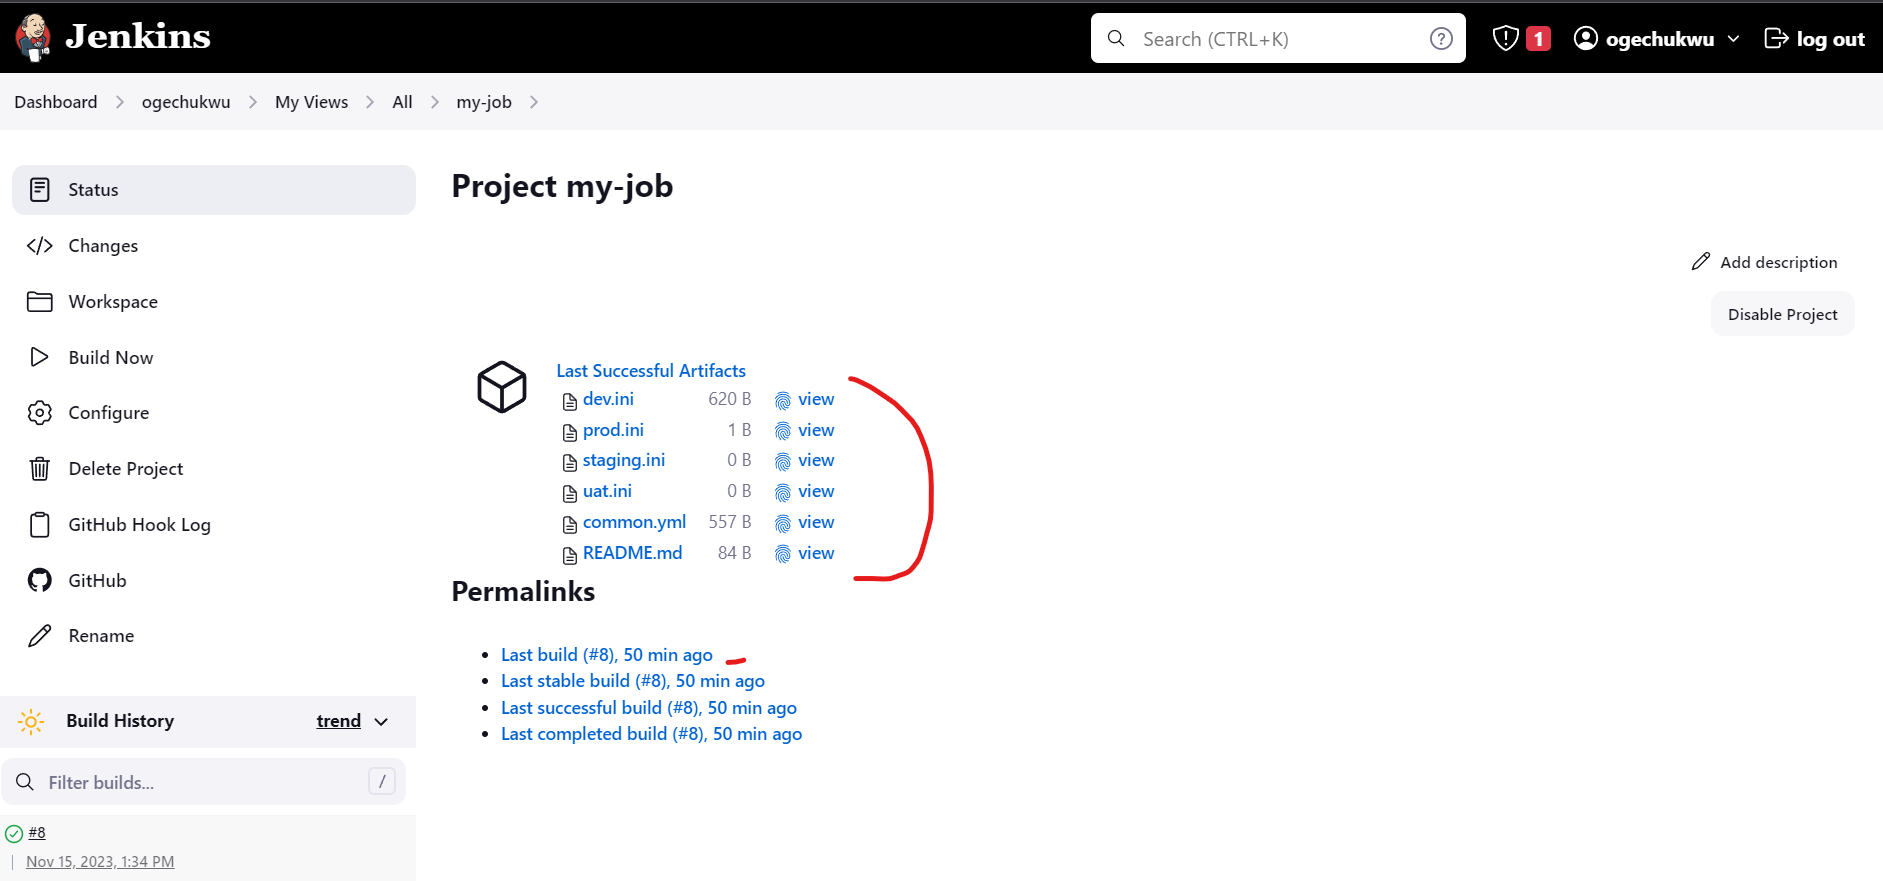 Jenkins
Search (CTRL+K)
?
1
ogechukwu
log out
Dashboard ogechukwu My Views All my-job
Status
Changes
Workspace
Build Now
Configure
Delete Project
GitHub Hook Log
GitHub
Rename
Build History trend
Filter builds... /
#8
Nov 15, 2023, 1:34 PM
Project my-job
Add description
Disable Project
Last Successful Artifacts
dev.ini 620 B view
prod.ini 1 B view
staging.ini 0 B view
uat.ini 0 B view
common.yml 557 B view
README.md 84 B view
Permalinks
Last build (#8), 50 min ago
Last stable build (#8), 50 min ago
Last successful build (#8), 50 min ago
Last completed build (#8), 50 min ago